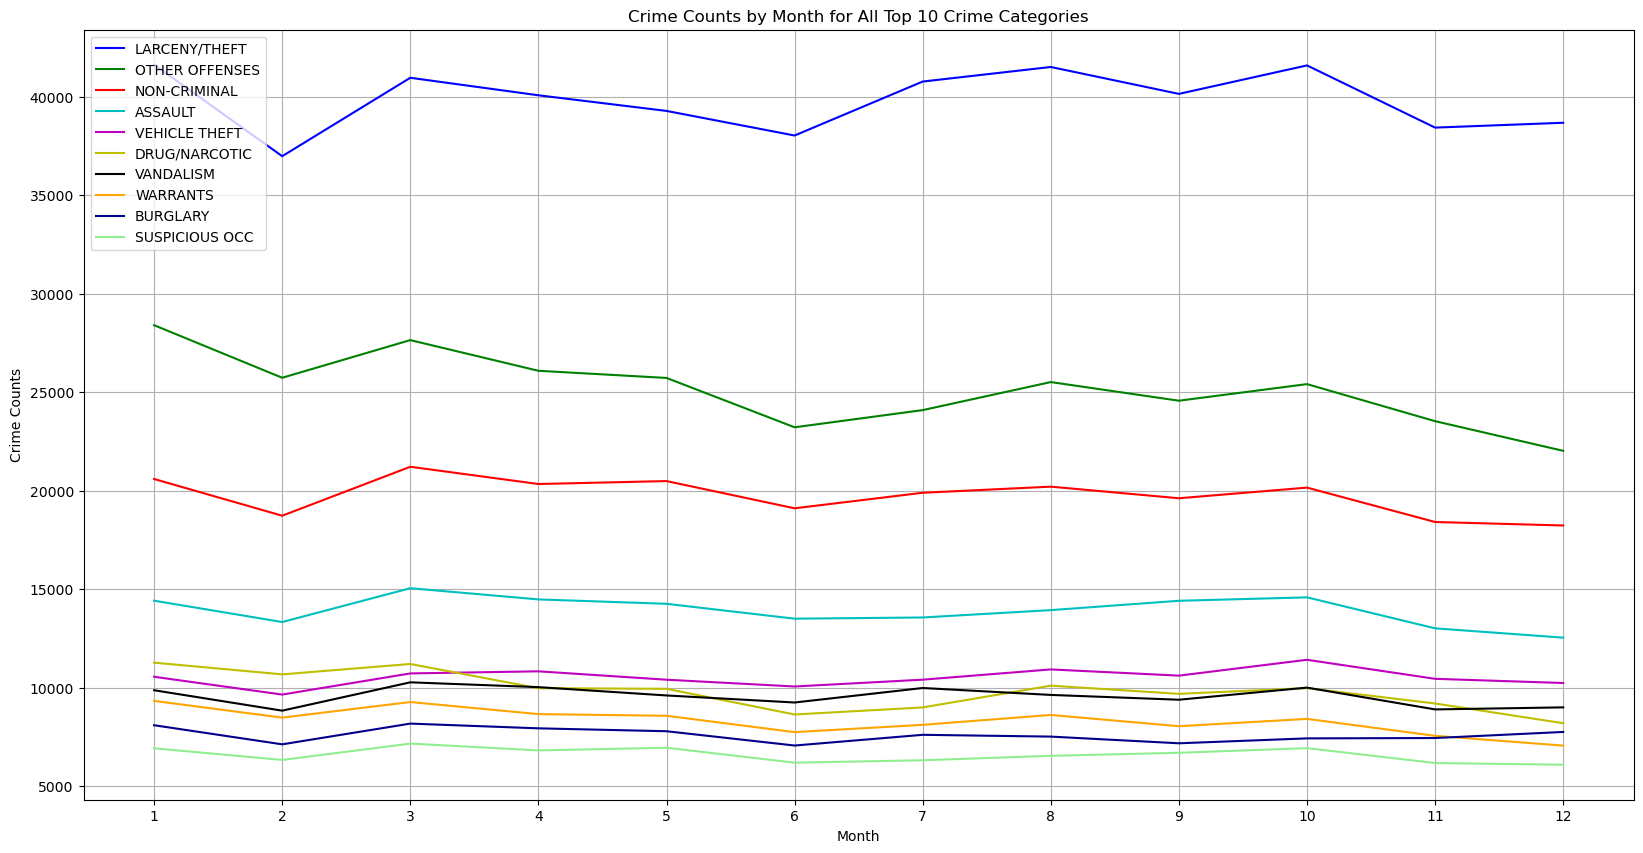 Crime Counts by Month for All Top 10 Crime Categories
LARCENY/THEFT
OTHER OFFENSES
NON-CRIMINAL
ASSAULT
VEHICLE THEFT
DRUG/NARCOTIC
VANDALISM
WARRANTS
BURGLARY
SUSPICIOUS OCC
40000
35000
30000
25000
20000
15000
10000
5000
Crime Counts
1 2 3 4 5 6 7 8 9 10 11 12
Month